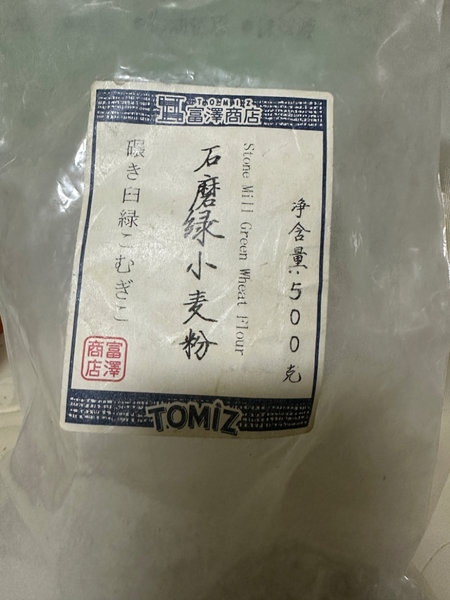 TOMIZ
富澤商店
净含量:500克
Stone Mill Green Wheat Flour
石磨绿小麦粉
碾き臼緑こむぎこ
富澤
商店
TOMIZ